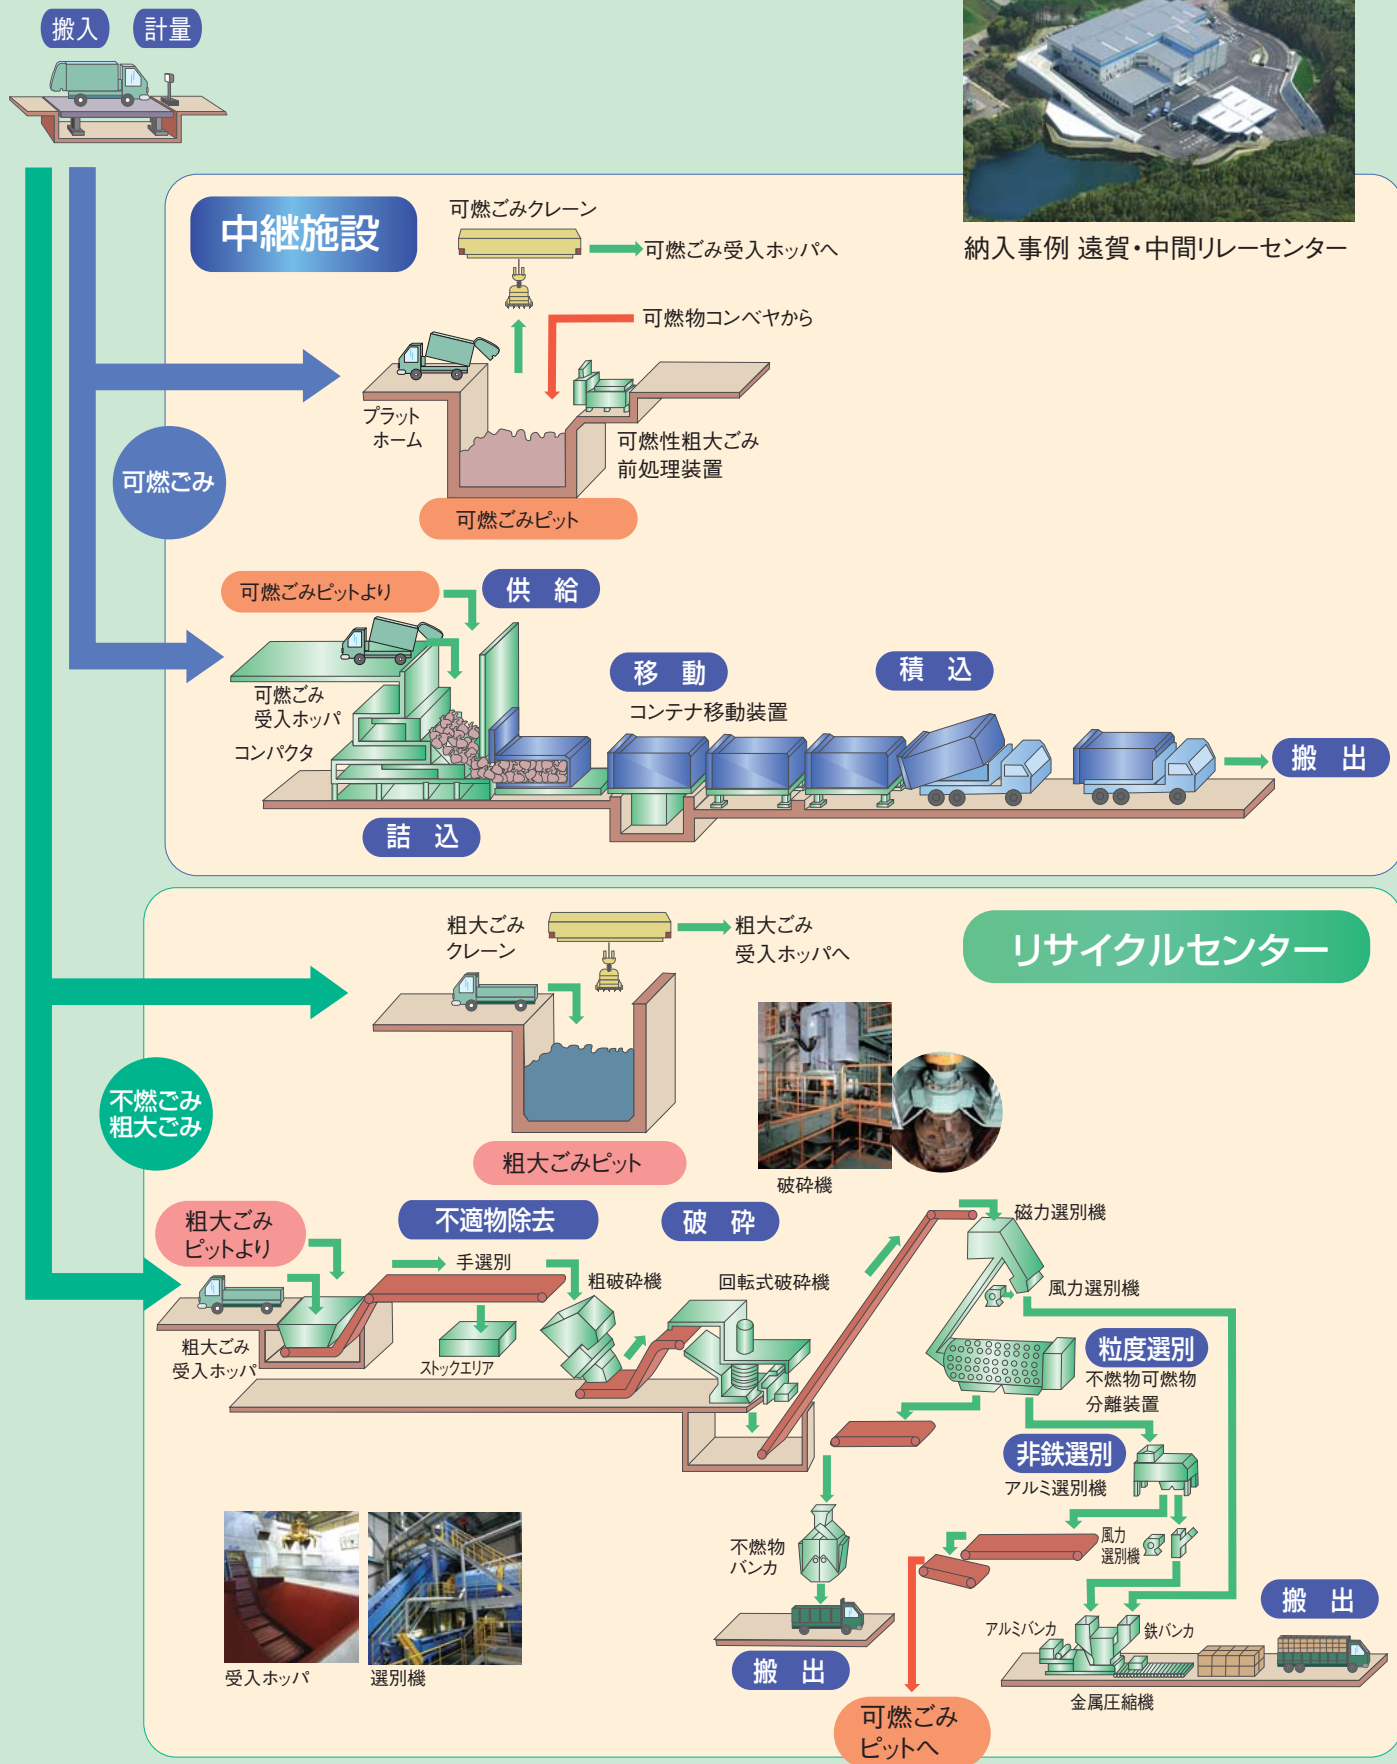 搬入
計量
納入事例 遠賀・中間リレーセンター
中継施設
可燃ごみクレーン
可燃ごみ受入ホッパへ
可燃物コンベヤから
プラット
ホーム
可燃性粗大ごみ
前処理装置
可燃ごみ
可燃ごみピット
可燃ごみピットより
供 給
可燃ごみ
受入ホッパ
コンパクタ
移 動
コンテナ移動装置
積 込
搬 出
詰 込
リサイクルセンター
粗大ごみ
クレーン
粗大ごみ
受入ホッパへ
不燃ごみ
粗大ごみ
粗大ごみピット
破砕機
粗大ごみ
ピットより
不適物除去
破 砕
手選別
粗破砕機
回転式破砕機
磁力選別機
風力選別機
粗大ごみ
受入ホッパ
ストックエリア
粒度選別
不燃物可燃物
分離装置
非鉄選別
アルミ選別機
風力
選別機
不燃物
バンカ
搬 出
アルミバンカ
鉄バンカ
搬 出
金属圧縮機
受入ホッパ
選別機
可燃ごみ
ピットへ